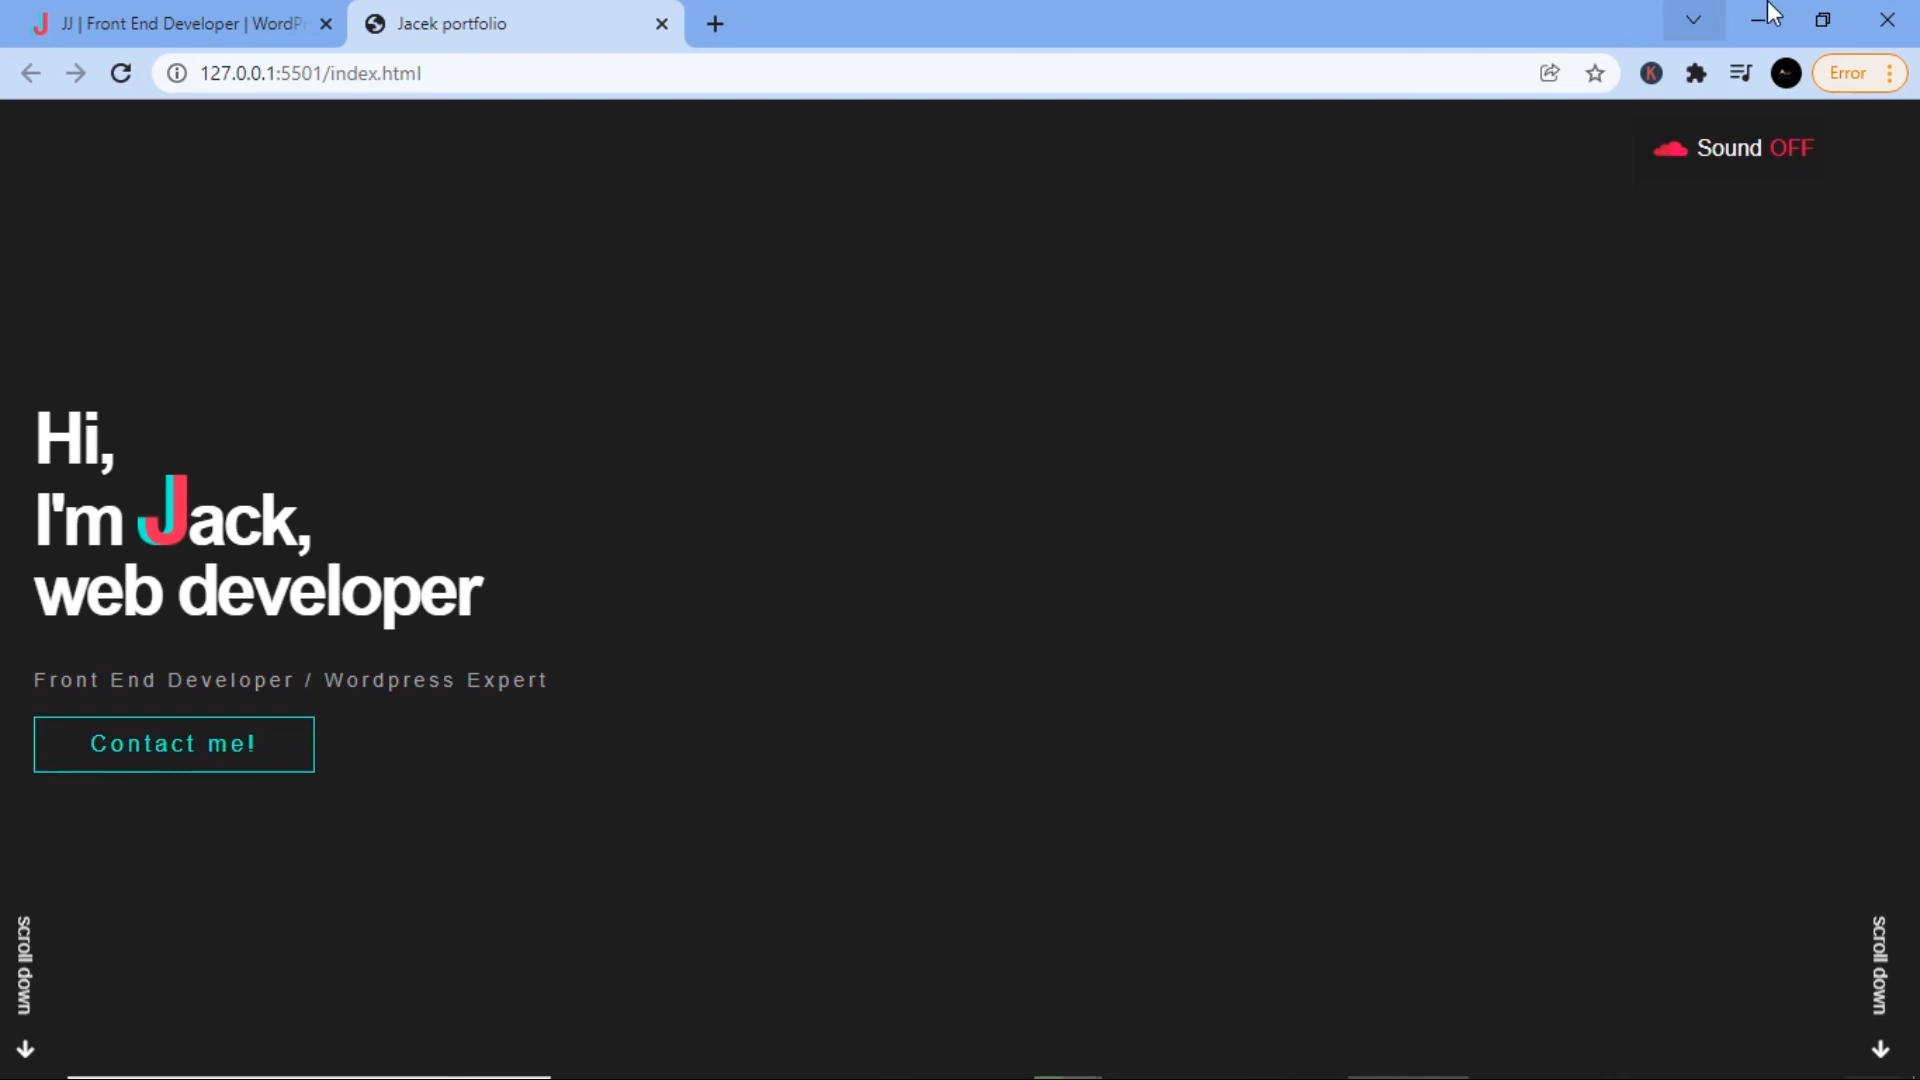 JJ | Front End Developer | WordPr
Jacek portfolio
127.0.0.1:5501/index.html
K
Error
Sound OFF
Hi,
I'm Jack,
web developer
Front End Developer / Wordpress Expert
Contact me!
scroll down
scroll down